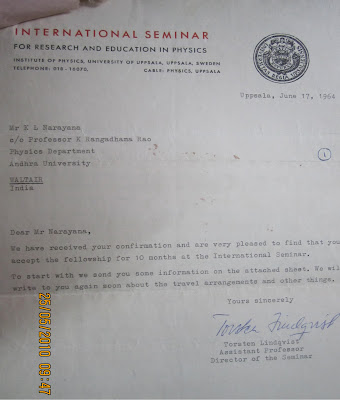 INTERNATIONAL SEMINAR
FOR RESEARCH AND EDUCATION IN PHYSICS
INSTITUTE OF PHYSICS, UNIVERSITY OF UPPSALA, UPPSALA, SWEDEN
TELEPHONE: 018-10072, CABLE: PHYSICS, UPPSALA
Uppsala, June 17, 1964
Mr K L Narayana
c/o Professor K Rangadhama Rao
Physics Department
Andhra University
WALTAIR
India
1
Dear Mr Narayana,
We have received your confirmation and are very pleased to find that you
accept the fellowship for 10 months at the International Seminar.
To start with we send you some information on the attached sheet. We will
write to you again soon about the travel arrangements and other things.
Yours sincerely
Torsten Lindqvist
Torsten Lindqvist
Assistant Professor
Director of the Seminar
25/05/2010 09:47